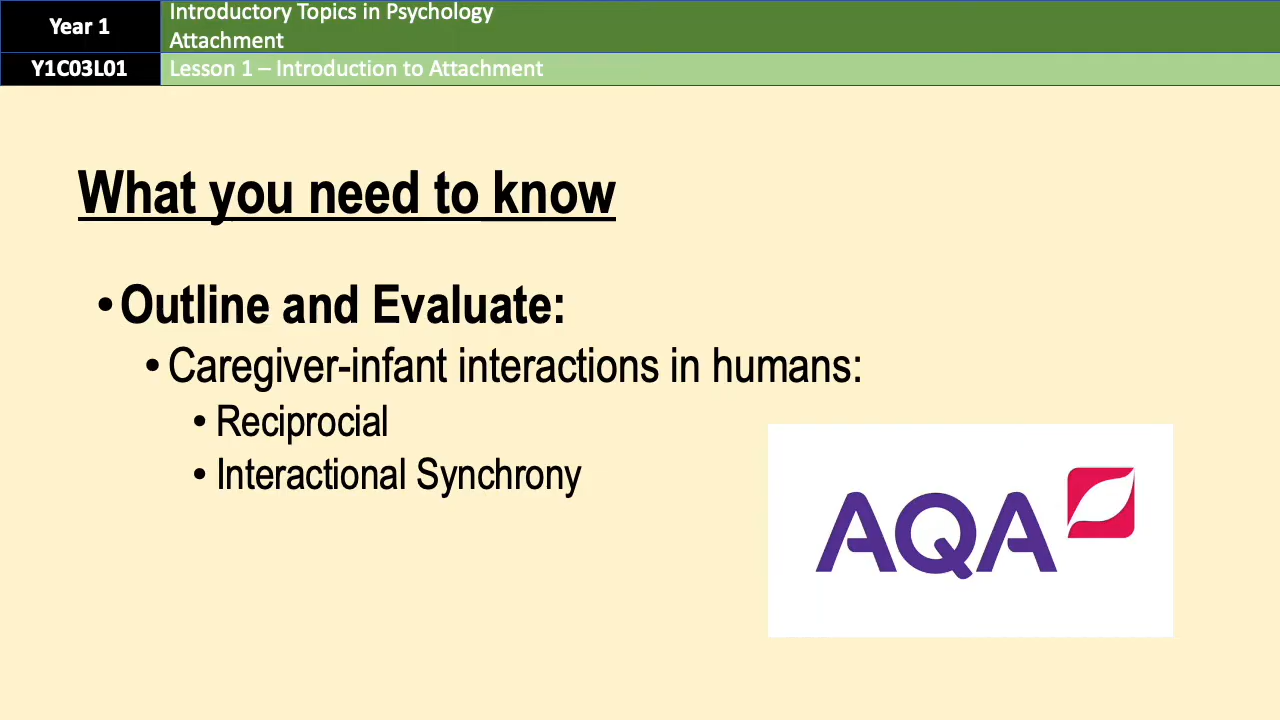 Year 1
Introductory Topics in Psychology
Attachment
Y1C03L01
Lesson 1 – Introduction to Attachment
What you need to know
• Outline and Evaluate:
• Caregiver-infant interactions in humans:
• Reciprocial
• Interactional Synchrony
AQA